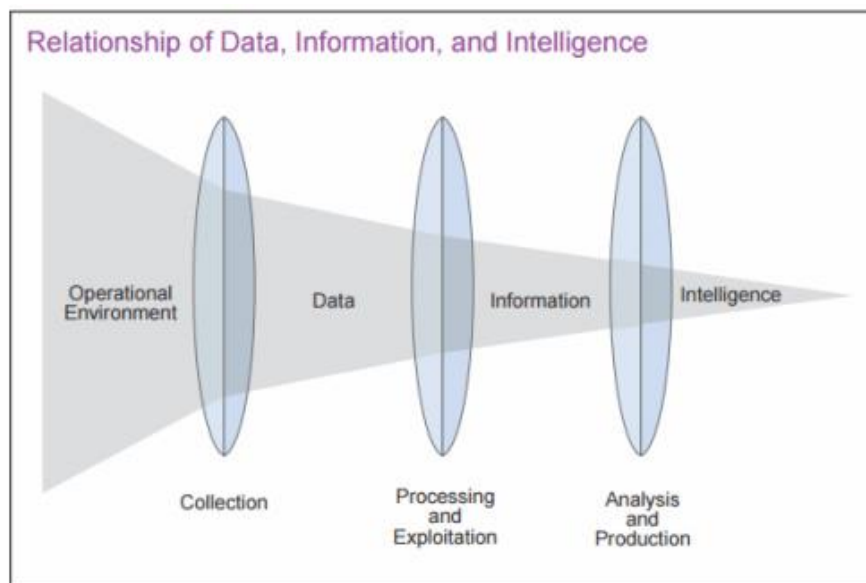 Relationship of Data, Information, and Intelligence
Operational
Environment
Data
Information
Intelligence
Collection
Processing
and
Exploitation
Analysis
and
Production